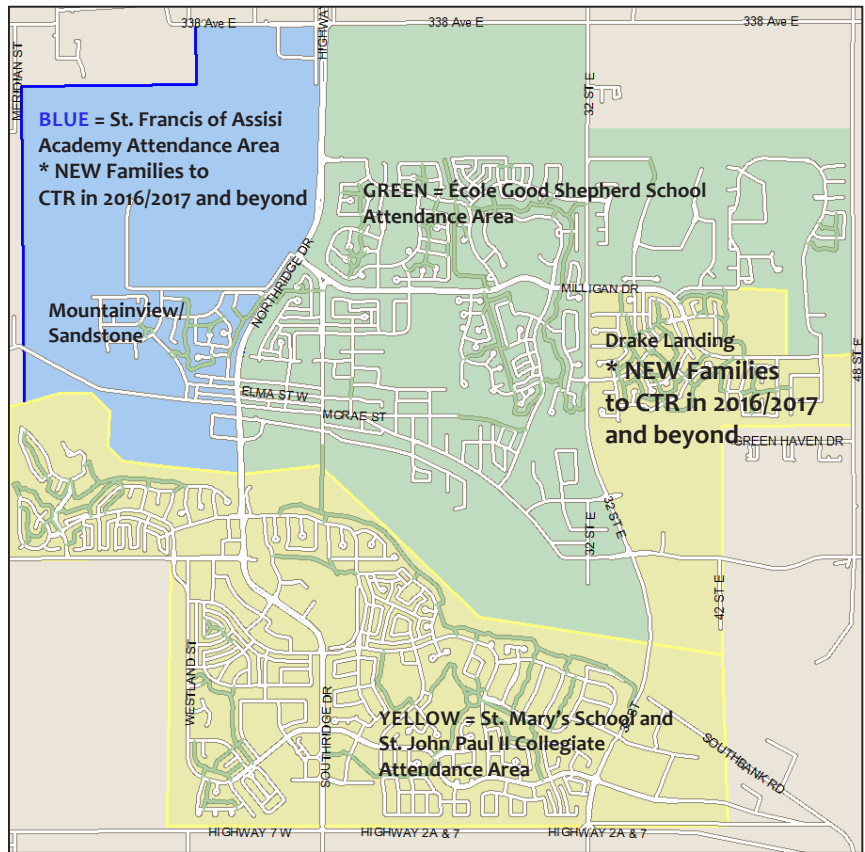 338 Ave E
338 Ave E
338 Ave E
HIGHWAY
MERIDIAN ST
32 ST E
BLUE = St. Francis of Assisi
Academy Attendance Area
* NEW Families to
CTR in 2016/2017 and beyond
GREEN = École Good Shepherd School
Attendance Area
NORTHRIDGE DR
MILLIGAN DR
Mountainview/
Sandstone
Drake Landing
* NEW Families
to CTR in 2016/2017
and beyond
48 ST E
ELMA ST W
MCRAE ST
GREEN HAVEN DR
32 ST E
32 ST E
42 ST E
WESTLAND ST
SOUTHRIDGE DR
YELLOW = St. Mary's School and
St. John Paul II Collegiate
Attendance Area
SOUTHBANK RD
HIGHWAY 7 W
HIGHWAY 2A & 7
HIGHWAY 2A & 7